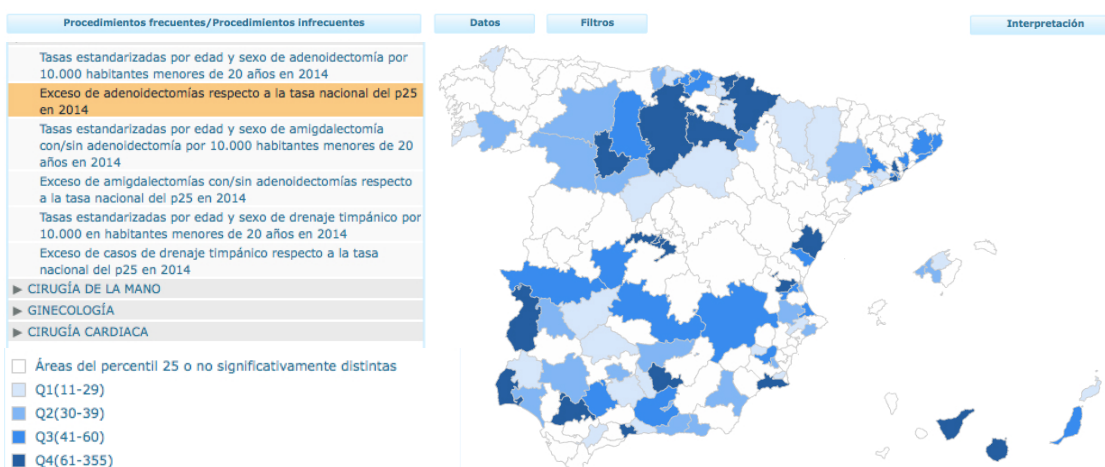 Procedimientos frecuentes/Procedimientos infrecuentes
Datos
Filtros
Interpretación
Tasas estandarizadas por edad y sexo de adenoidectomía por
10.000 habitantes menores de 20 años en 2014
Exceso de adenoidectomías respecto a la tasa nacional del p25
en 2014
Tasas estandarizadas por edad y sexo de amigdalectomía
con/sin adenoidectomía por 10.000 habitantes menores de 20
años en 2014
Exceso de amigdalectomías con/sin adenoidectomías respecto
a la tasa nacional del p25 en 2014
Tasas estandarizadas por edad y sexo de drenaje timpánico por
10.000 en habitantes menores de 20 años en 2014
Exceso de casos de drenaje timpánico respecto a la tasa
nacional del p25 en 2014
CIRUGÍA DE LA MANO
GINECOLOGÍA
CIRUGÍA CARDIACA
Áreas del percentil 25 o no significativamente distintas
Q1(11-29)
Q2(30-39)
Q3(41-60)
Q4(61-355)